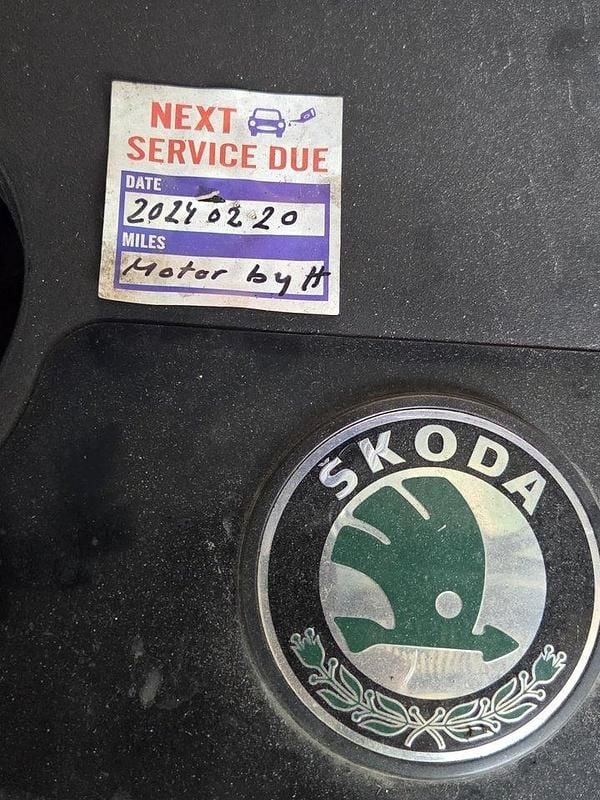 NEXT
SERVICE DUE
DATE
2024 02 20
MILES
Motor by H
ŠKODA